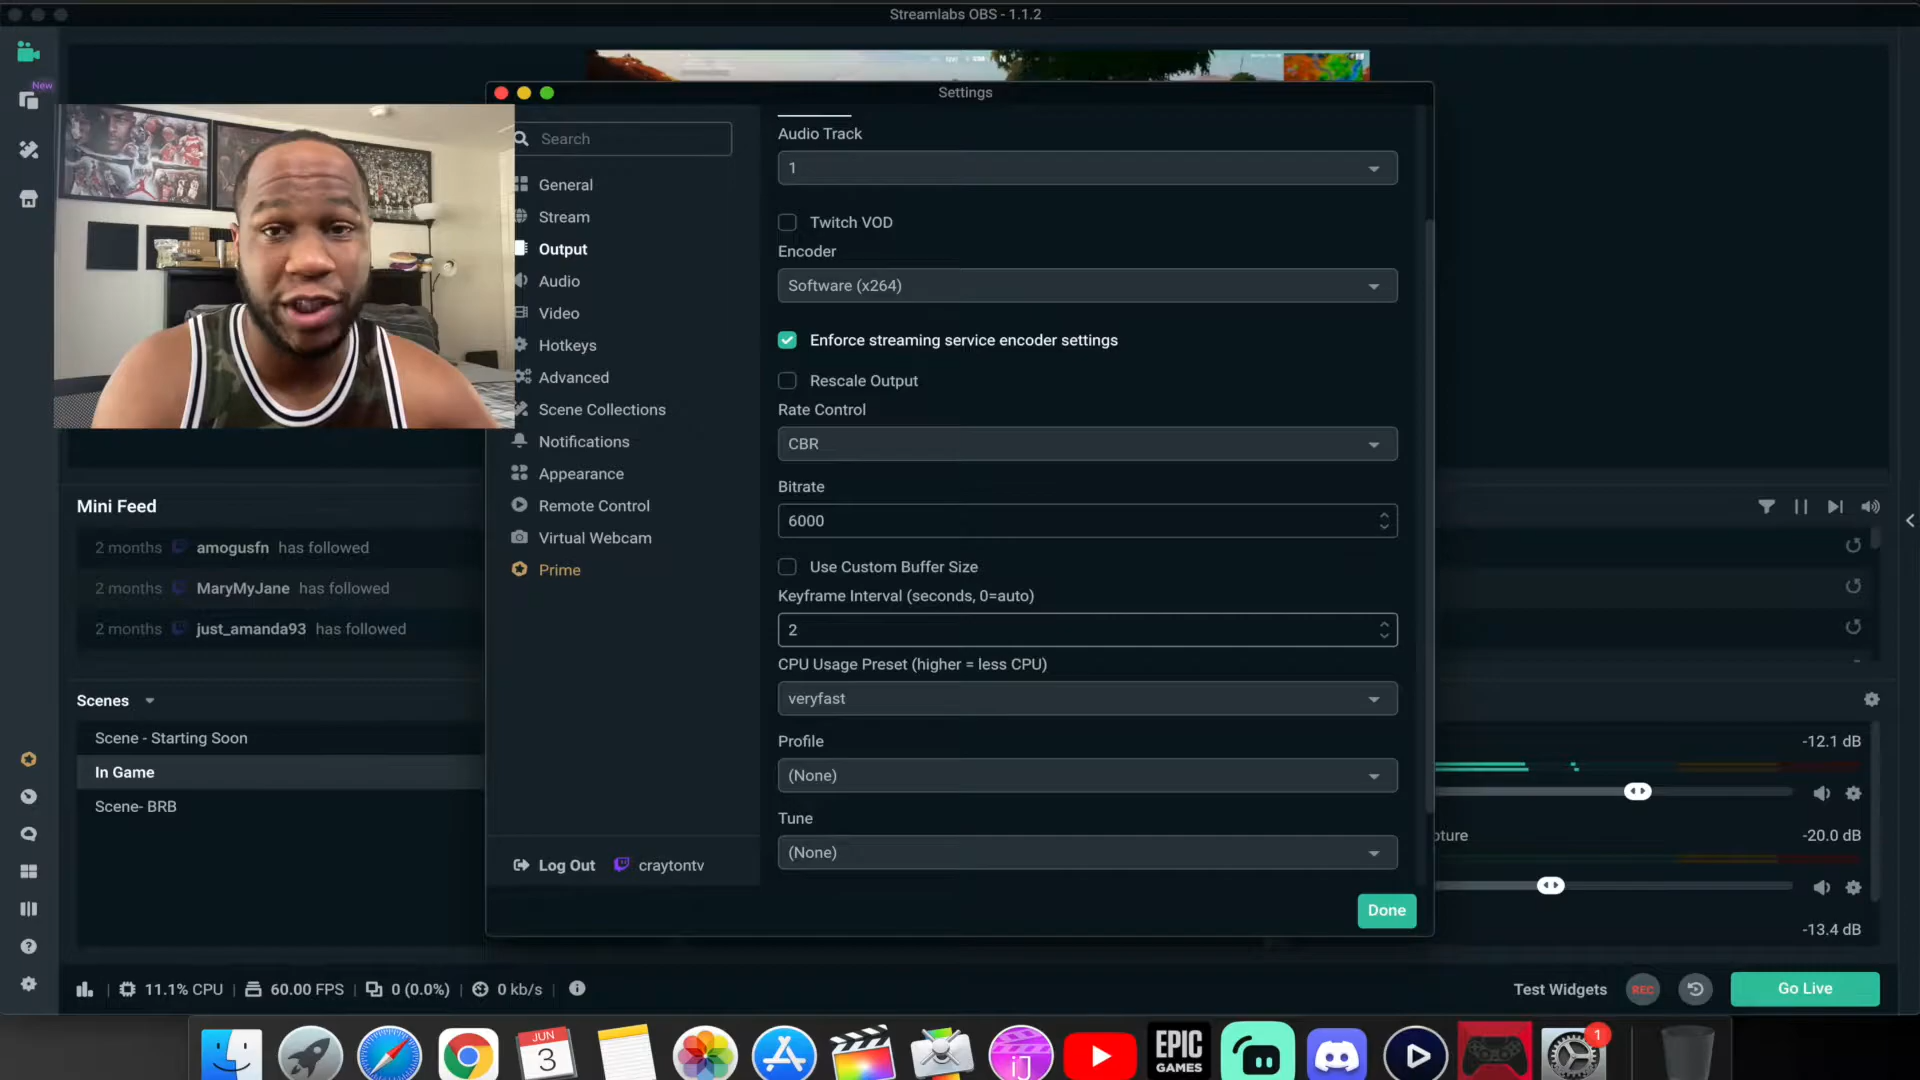 Streamlabs OBS - 1.1.2
Settings
New
Search
General
Stream
Output
Audio
Video
Hotkeys
Advanced
Scene Collections
Notifications
Appearance
Remote Control
Virtual Webcam
Prime
Log Out
craytontv
Audio Track
1
Twitch VOD
Encoder
Software (x264)
Enforce streaming service encoder settings
Rescale Output
Rate Control
CBR
Bitrate
6000
Use Custom Buffer Size
Keyframe Interval (seconds, 0=auto)
2
CPU Usage Preset (higher = less CPU)
veryfast
Profile
(None)
Tune
(None)
Done
Mini Feed
2 months amogusfn has followed
2 months MaryMyJane has followed
2 months just_amanda93 has followed
Scenes
Scene - Starting Soon
In Game
Scene- BRB
-12.1 dB
oture
-20.0 dB
-13.4 dB
11.1% CPU
60.00 FPS
0 (0.0%)
0 kb/s
Test Widgets
REC
Go Live
JUN
3
iJ
EPIC
GAMES
1